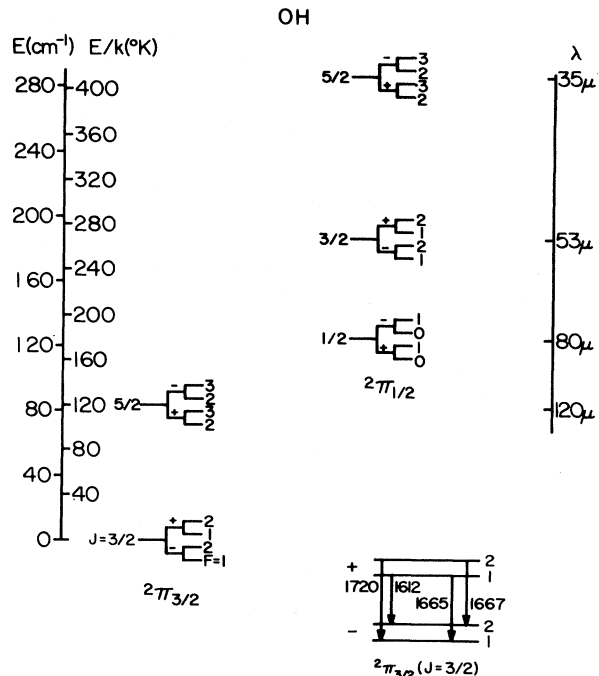 OH
E(cm⁻¹) E/k(°K)
λ
280 400
5/2 - 3
2
+ 3
2
35μ
360
240
320
200 280
3/2 + 2
1
- 2
1
53μ
240
160
200
120
1/2 - 1
0
+ 1
0
80μ
160
²π₁/₂
80 120 5/2 - 3
2
+ 3
2
120μ
80
40
40
0 J=3/2 + 2
1
- 2
F=1
²π₃/₂
+ 2
1
1720 1612 1665 1667
- 2
1
²π₃/₂ (J=3/2)